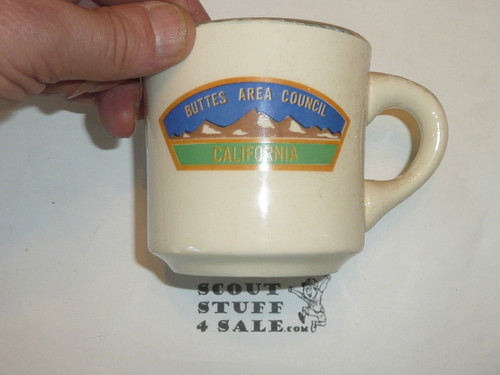 BUTTES AREA COUNCIL
CALIFORNIA
SCOUT
STUFF
4 SALE.COM